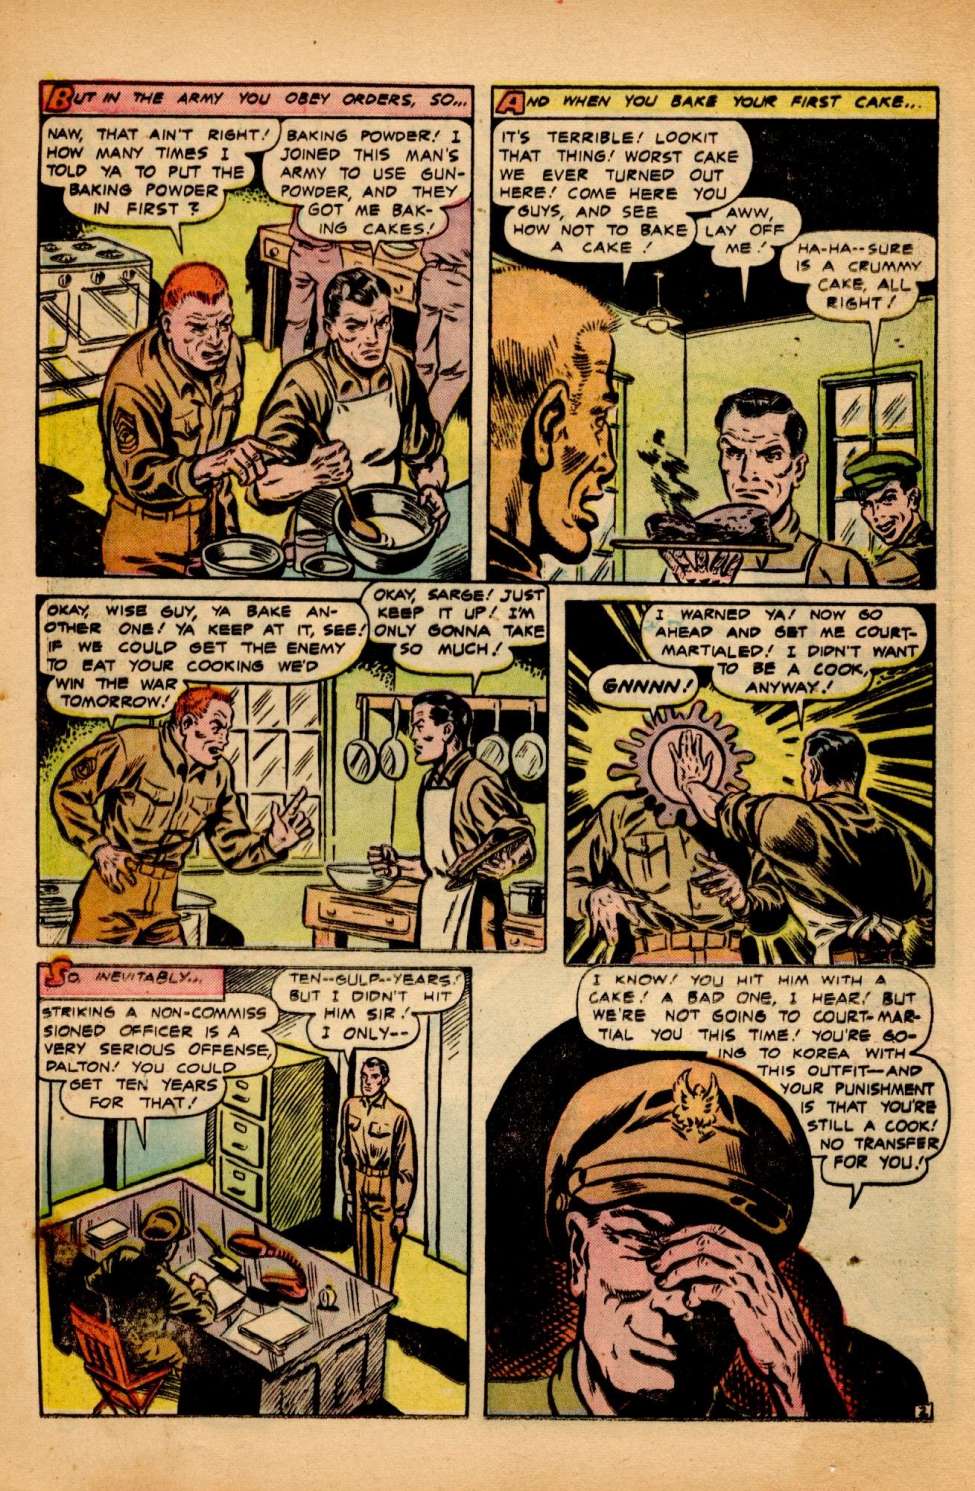 BUT IN THE ARMY YOU OBEY ORDERS, SO...
NAW, THAT AIN'T RIGHT!
HOW MANY TIMES I
TOLD YA TO PUT THE
BAKING POWDER
IN FIRST?
BAKING POWDER! I
JOINED THIS MAN'S
ARMY TO USE GUN-
POWDER, AND THEY
GOT ME BAK-
ING CAKES!
AND WHEN YOU BAKE YOUR FIRST CAKE...
IT'S TERRIBLE! LOOKIT
THAT THING! WORST CAKE
WE EVER TURNED OUT
HERE! COME HERE YOU
GUYS, AND SEE
HOW NOT TO BAKE
A CAKE!
AWW,
LAY OFF
ME!
HA-HA--SURE
IS A CRUMMY
CAKE, ALL
RIGHT!
OKAY, WISE GUY, YA BAKE AN-
OTHER ONE! YA KEEP AT IT, SEE!
IF WE COULD GET THE ENEMY
TO EAT YOUR COOKING WE'D
WIN THE WAR
TOMORROW!
OKAY, SARGE! JUST
KEEP IT UP! I'M
ONLY GONNA TAKE
SO MUCH!
GNNNN!
I WARNED YA! NOW GO
AHEAD AND GET ME COURT-
MARTIALED! I DIDN'T WANT
TO BE A COOK,
ANYWAY!
SO, INEVITABLY...
STRIKING A NON-COMMISS
SIONED OFFICER IS A
VERY SERIOUS OFFENSE,
DALTON! YOU COULD
GET TEN YEARS
FOR THAT!
TEN--GULP--YEARS!
BUT I DIDN'T HIT
HIM SIR!
I ONLY--
I KNOW! YOU HIT HIM WITH A
CAKE! A BAD ONE, I HEAR! BUT
WE'RE NOT GOING TO COURT-MAR-
TIAL YOU THIS TIME! YOU'RE GO-
ING TO KOREA WITH
THIS OUTFIT--AND
YOUR PUNISHMENT
IS THAT YOU'RE
STILL A COOK!
NO TRANSFER
FOR YOU!
2